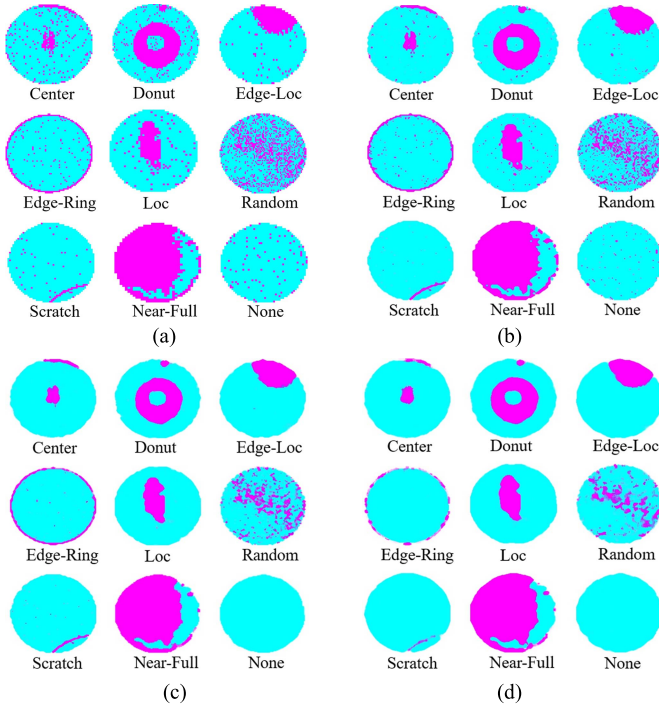 Center Donut Edge-Loc
Edge-Ring Loc Random
Scratch Near-Full None
(a)
Center Donut Edge-Loc
Edge-Ring Loc Random
Scratch Near-Full None
(b)
Center Donut Edge-Loc
Edge-Ring Loc Random
Scratch Near-Full None
(c)
Center Donut Edge-Loc
Edge-Ring Loc Random
Scratch Near-Full None
(d)